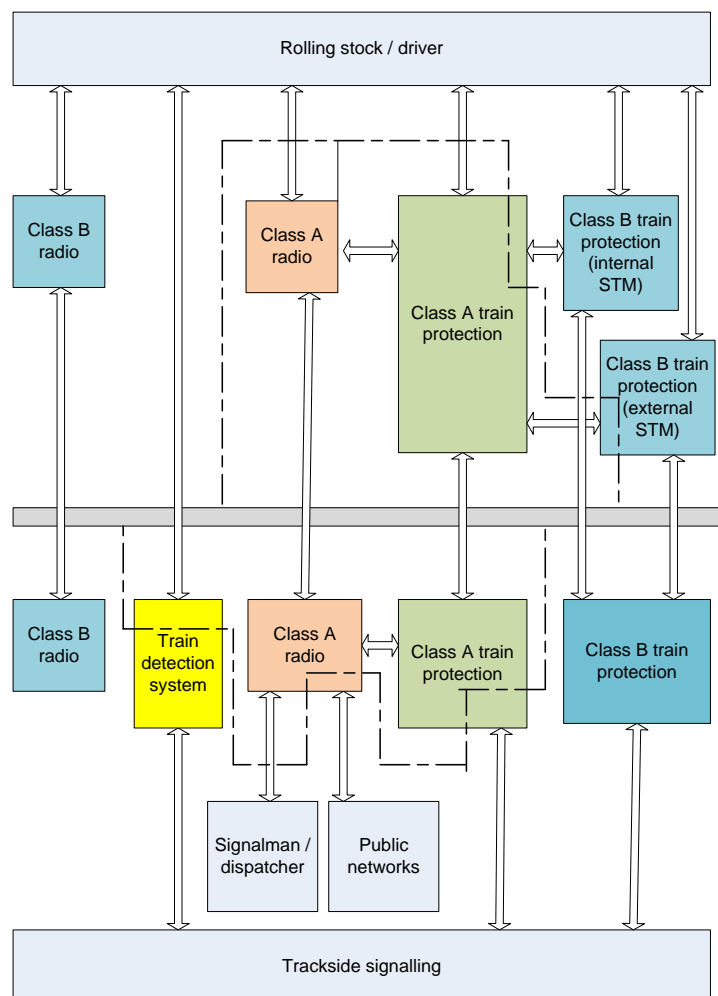 Rolling stock / driver
Class B
radio
Class A
radio
Class A train
protection
Class B train
protection
(internal
STM)
Class B train
protection
(external
STM)
Class B
radio
Train
detection
system
Class A
radio
Class A train
protection
Class B train
protection
Signalman /
dispatcher
Public
networks
Trackside signalling